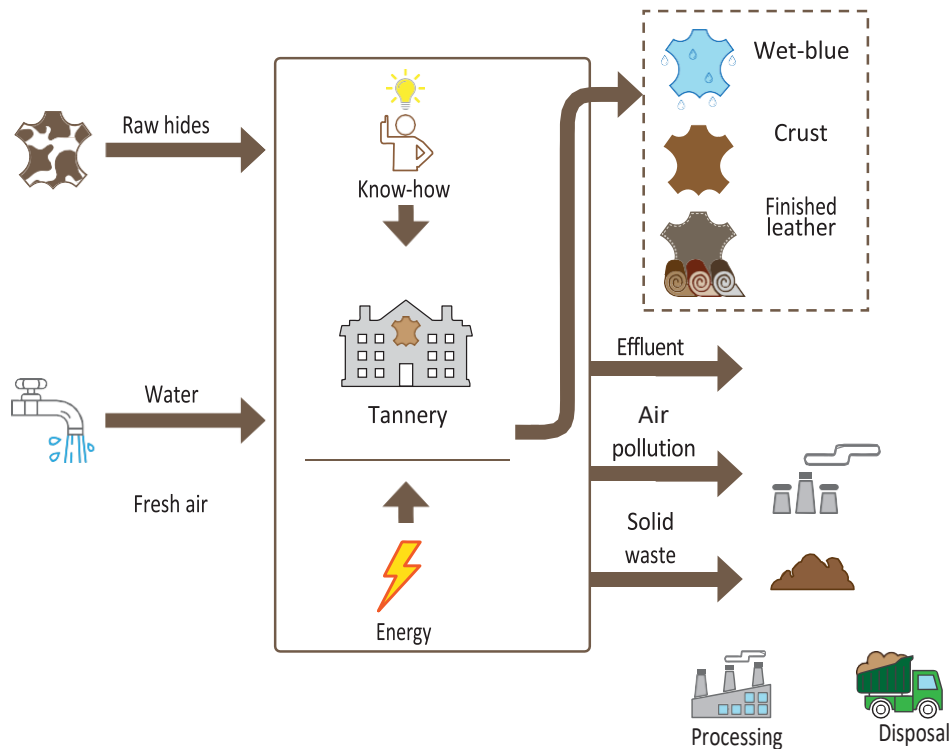 Raw hides
Water
Fresh air
Know-how
Tannery
Energy
Wet-blue
Crust
Finished
leather
Effluent
Air
pollution
Solid
waste
Processing
Disposal